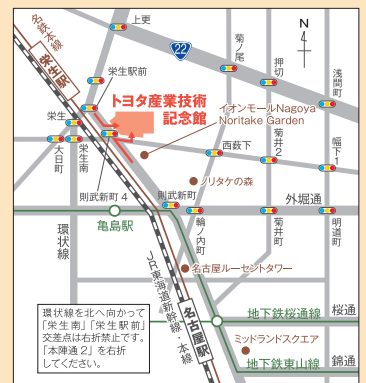 名鉄本線
栄生駅
上更
22
菊ノ尾
押切
浅間町
N
4
栄生駅前
トヨタ産業技術
記念館
イオンモールNagoya
Noritake Garden
栄生
大日町
栄生南
西薮下
菊井2
幅下1
則武新町4
ノリタケの森
則武新町
外堀通
環状線
亀島駅
輪ノ内町
菊井町
明道町
JR東海道新幹線・本線
名古屋ルーセントタワー
名古屋駅
地下鉄桜通線
桜通
環状線を北へ向かって
「栄生南」「栄生駅前」
交差点は右折禁止です。
「本陣通2」を右折
してください。
ミッドランドスクエア
地下鉄東山線
錦通